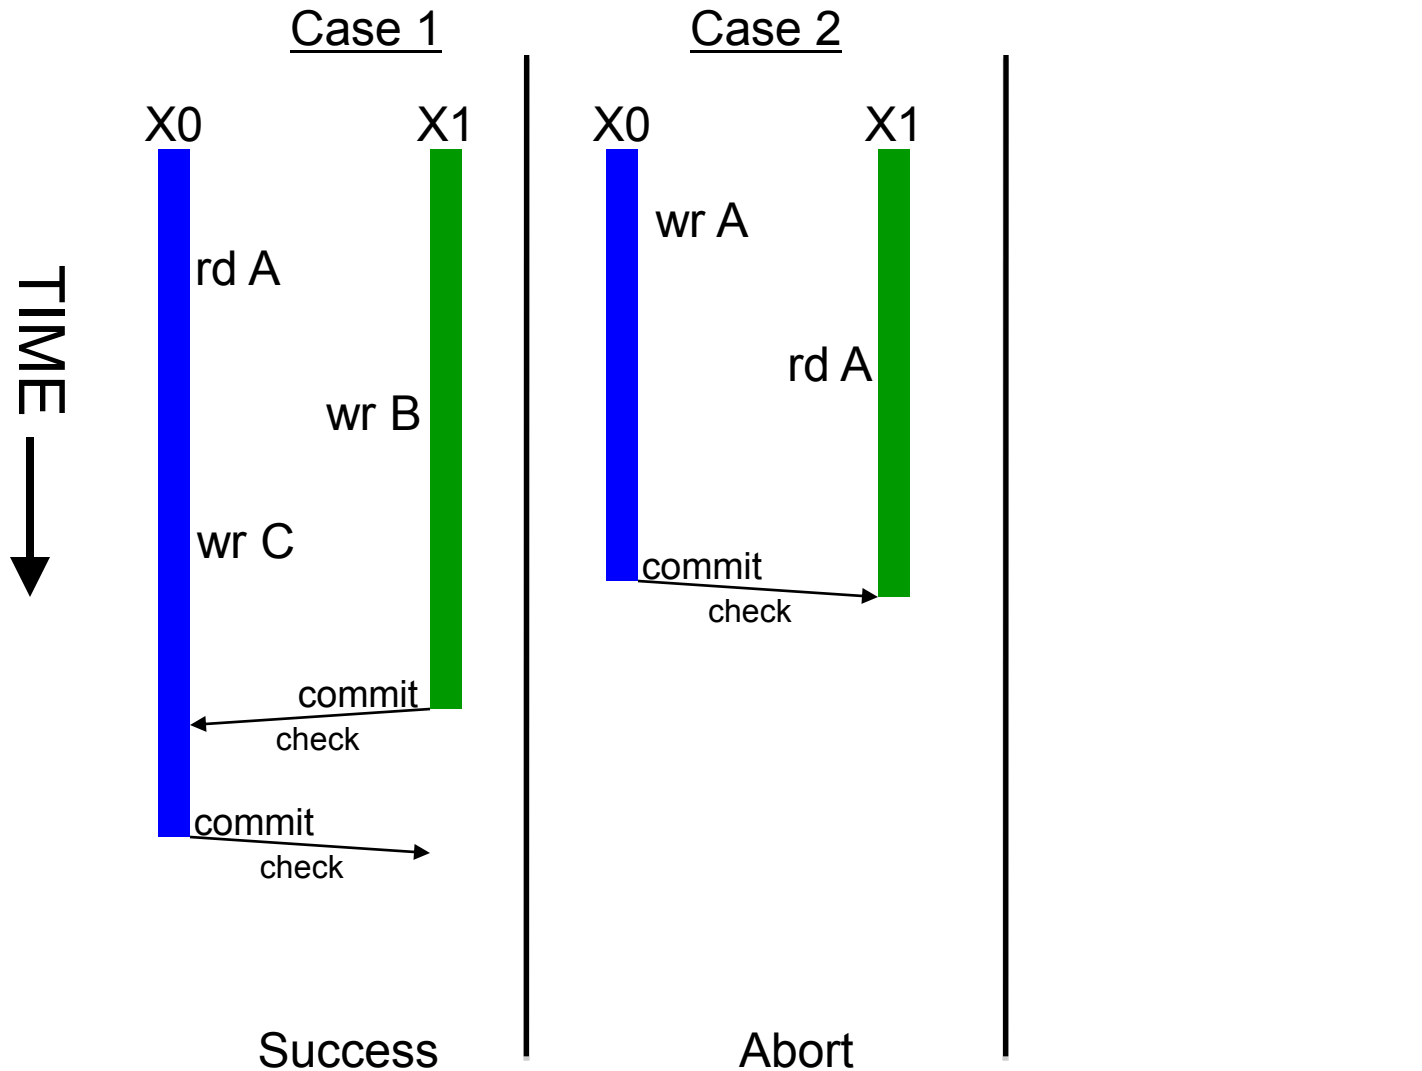 Case 1
Case 2
X0
X1
X0
X1
TIME
rd A
wr B
wr C
commit
check
commit
check
wr A
rd A
commit
check
Success
Abort